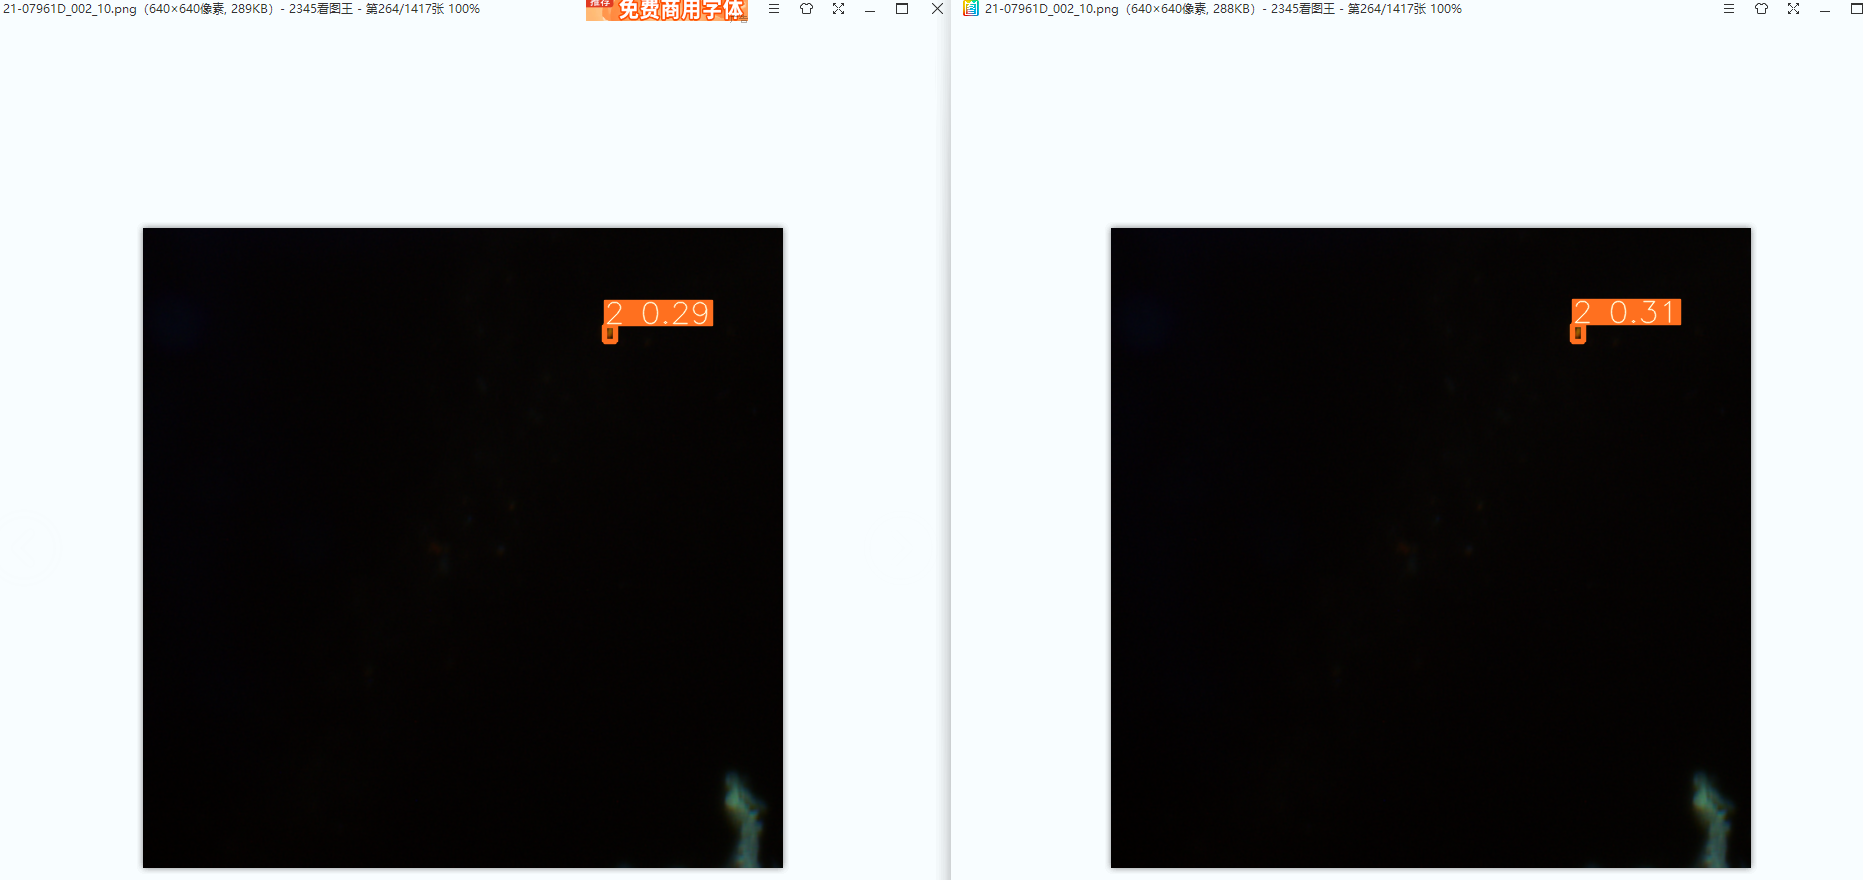 21-07961D_002_10.png（640×640像素, 289KB）- 2345看图王 - 第264/1417张 100%
推荐
免费商用字体
广告
21-07961D_002_10.png（640×640像素, 288KB）- 2345看图王 - 第264/1417张 100%
2 0.29
2 0.31